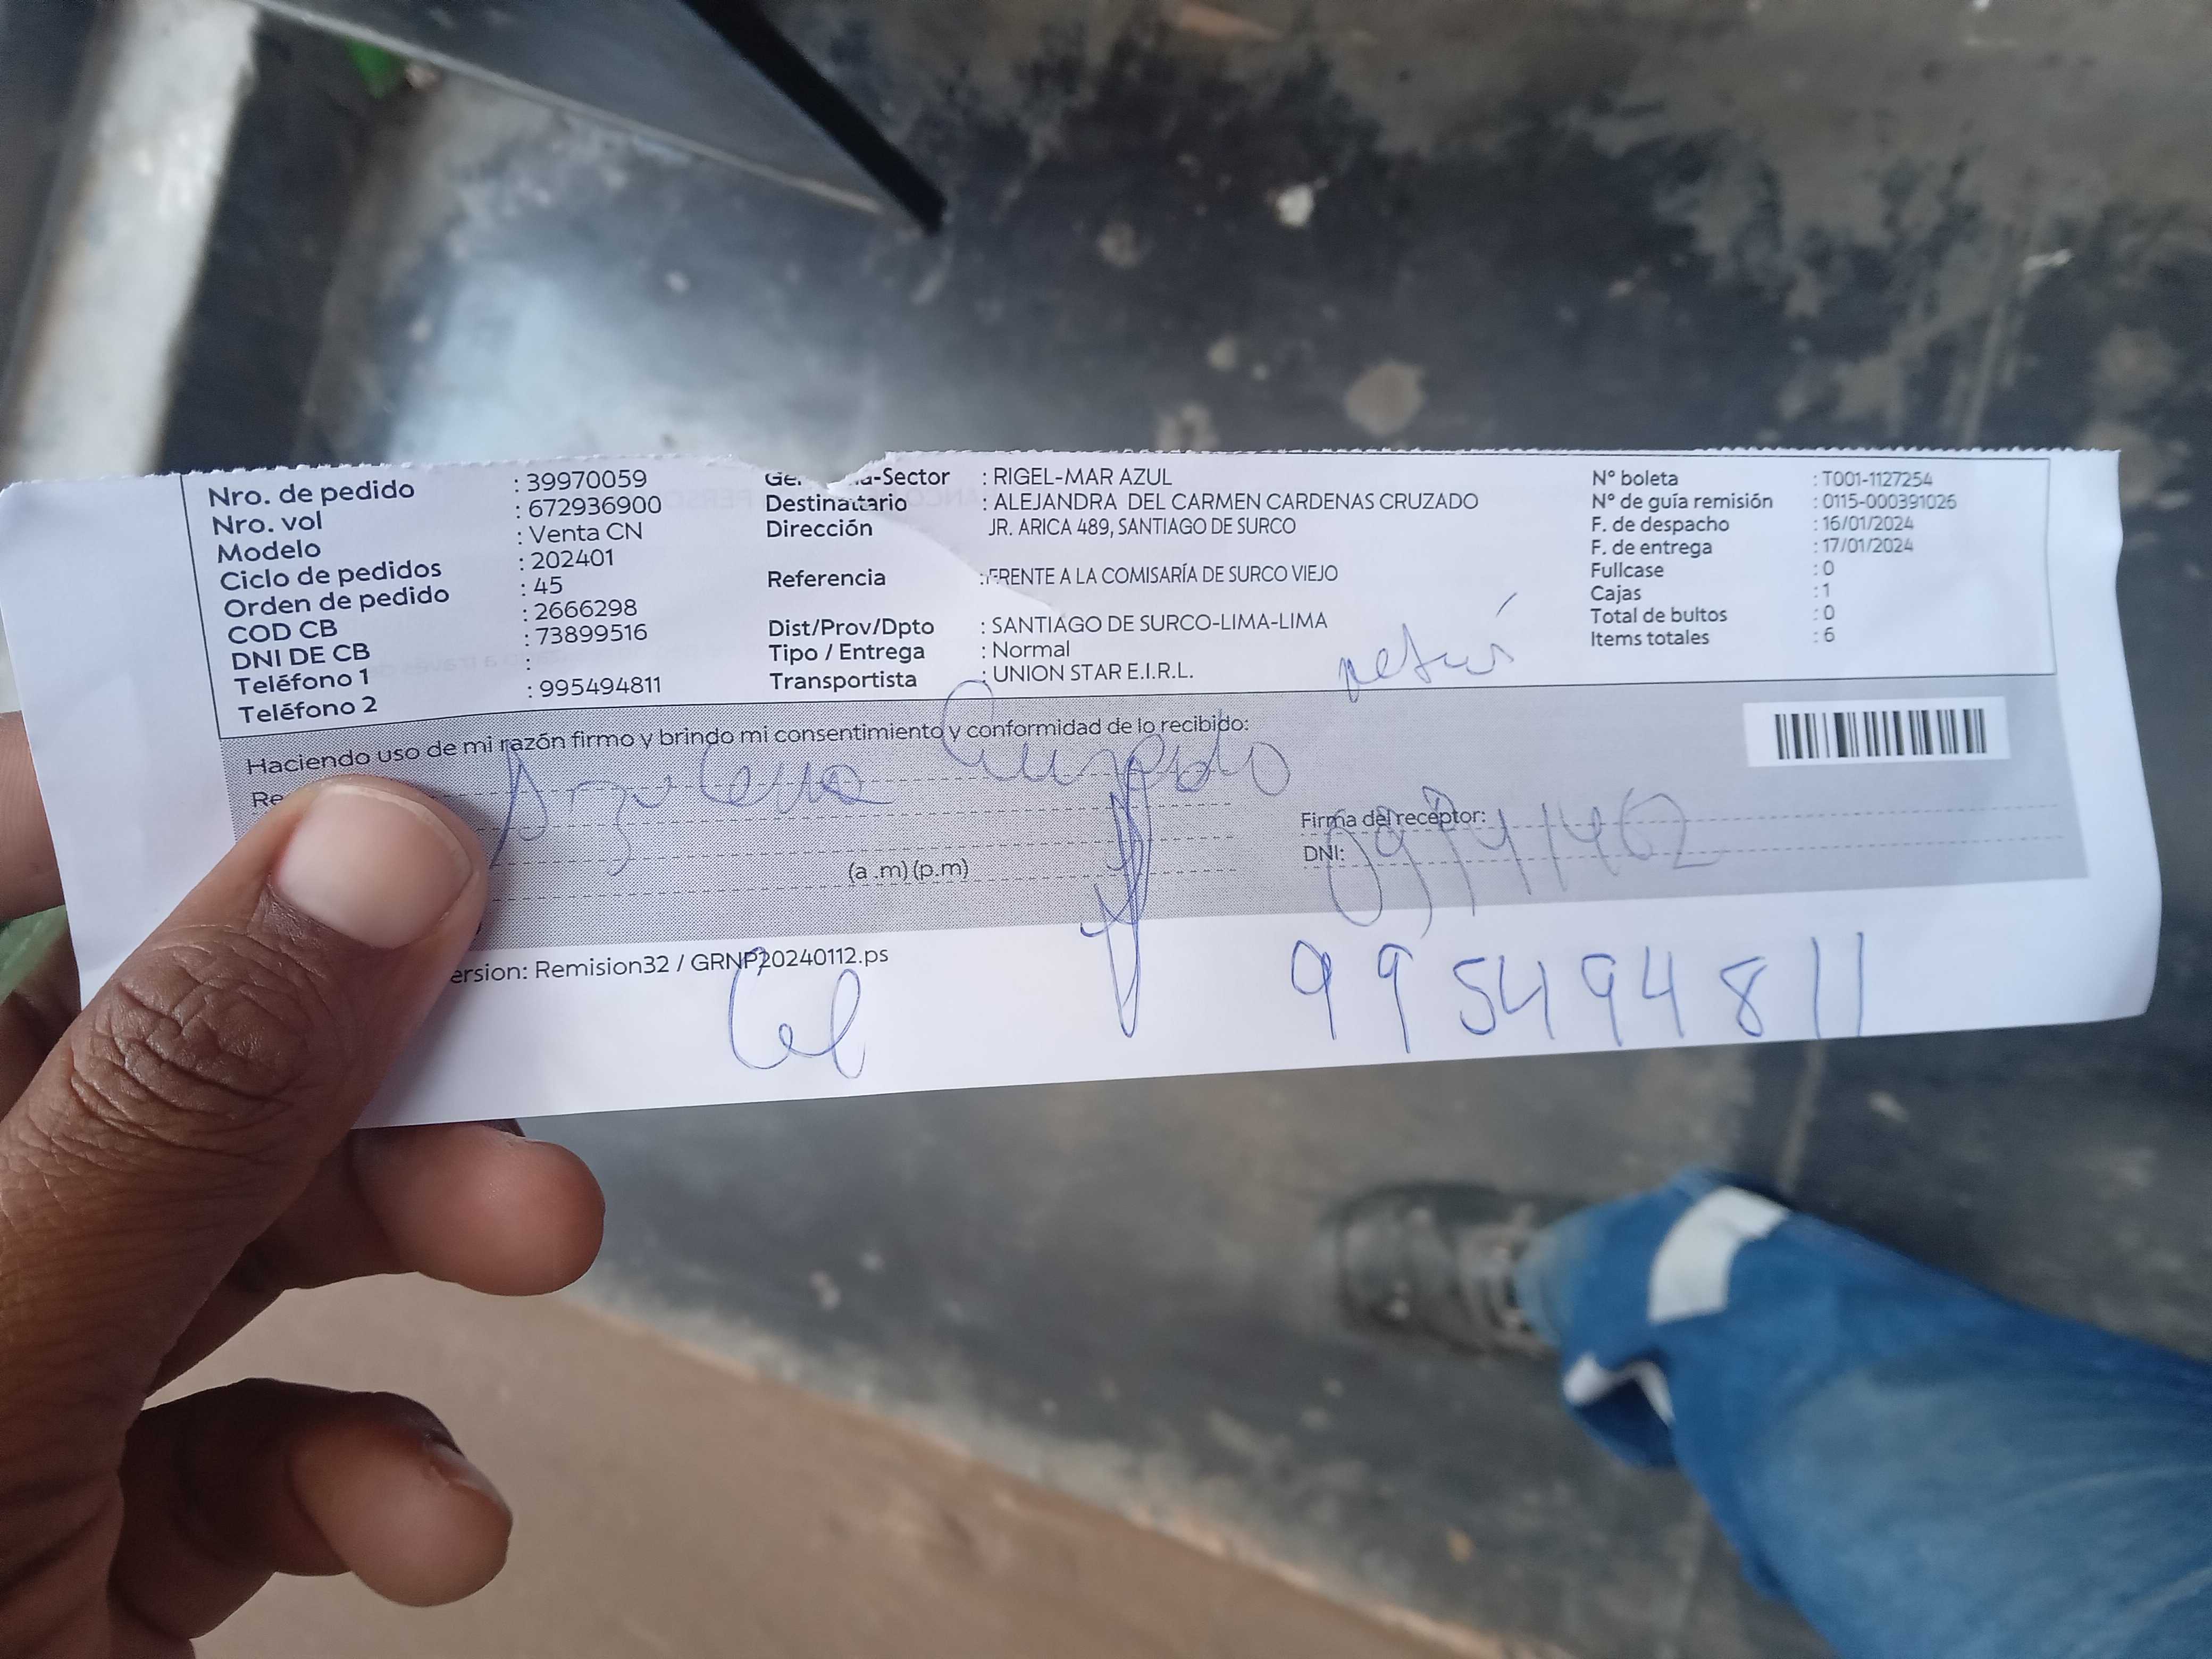 Nro. de pedido : 39970059
Nro. vol : 672936900
Modelo : Venta CN
Ciclo de pedidos : 202401
Orden de pedido : 45
COD CB : 2666298
DNI DE CB : 73899516
Teléfono 1 :
Teléfono 2 : 995494811
Ge a-Sector : RIGEL-MAR AZUL
Destinatario : ALEJANDRA DEL CARMEN CARDENAS CRUZADO
Dirección JR. ARICA 489, SANTIAGO DE SURCO
Referencia : FRENTE A LA COMISARÍA DE SURCO VIEJO
Dist/Prov/Dpto : SANTIAGO DE SURCO-LIMA-LIMA
Tipo / Entrega : Normal
Transportista : UNION STAR E.I.R.L.
N° boleta : T001-1127254
N° de guía remisión : 0115-000391026
F. de despacho : 16/01/2024
F. de entrega : 17/01/2024
Fullcase : 0
Cajas : 1
Total de bultos : 0
Items totales : 6
Haciendo uso de mi razón firmo y brindo mi consentimiento y conformidad de lo recibido:
Re Azucena Cruzado
Firma del receptor:
(a .m) (p.m)
DNI:
ersion: Remision32 / GRNP20240112.ps
Cel 995494811